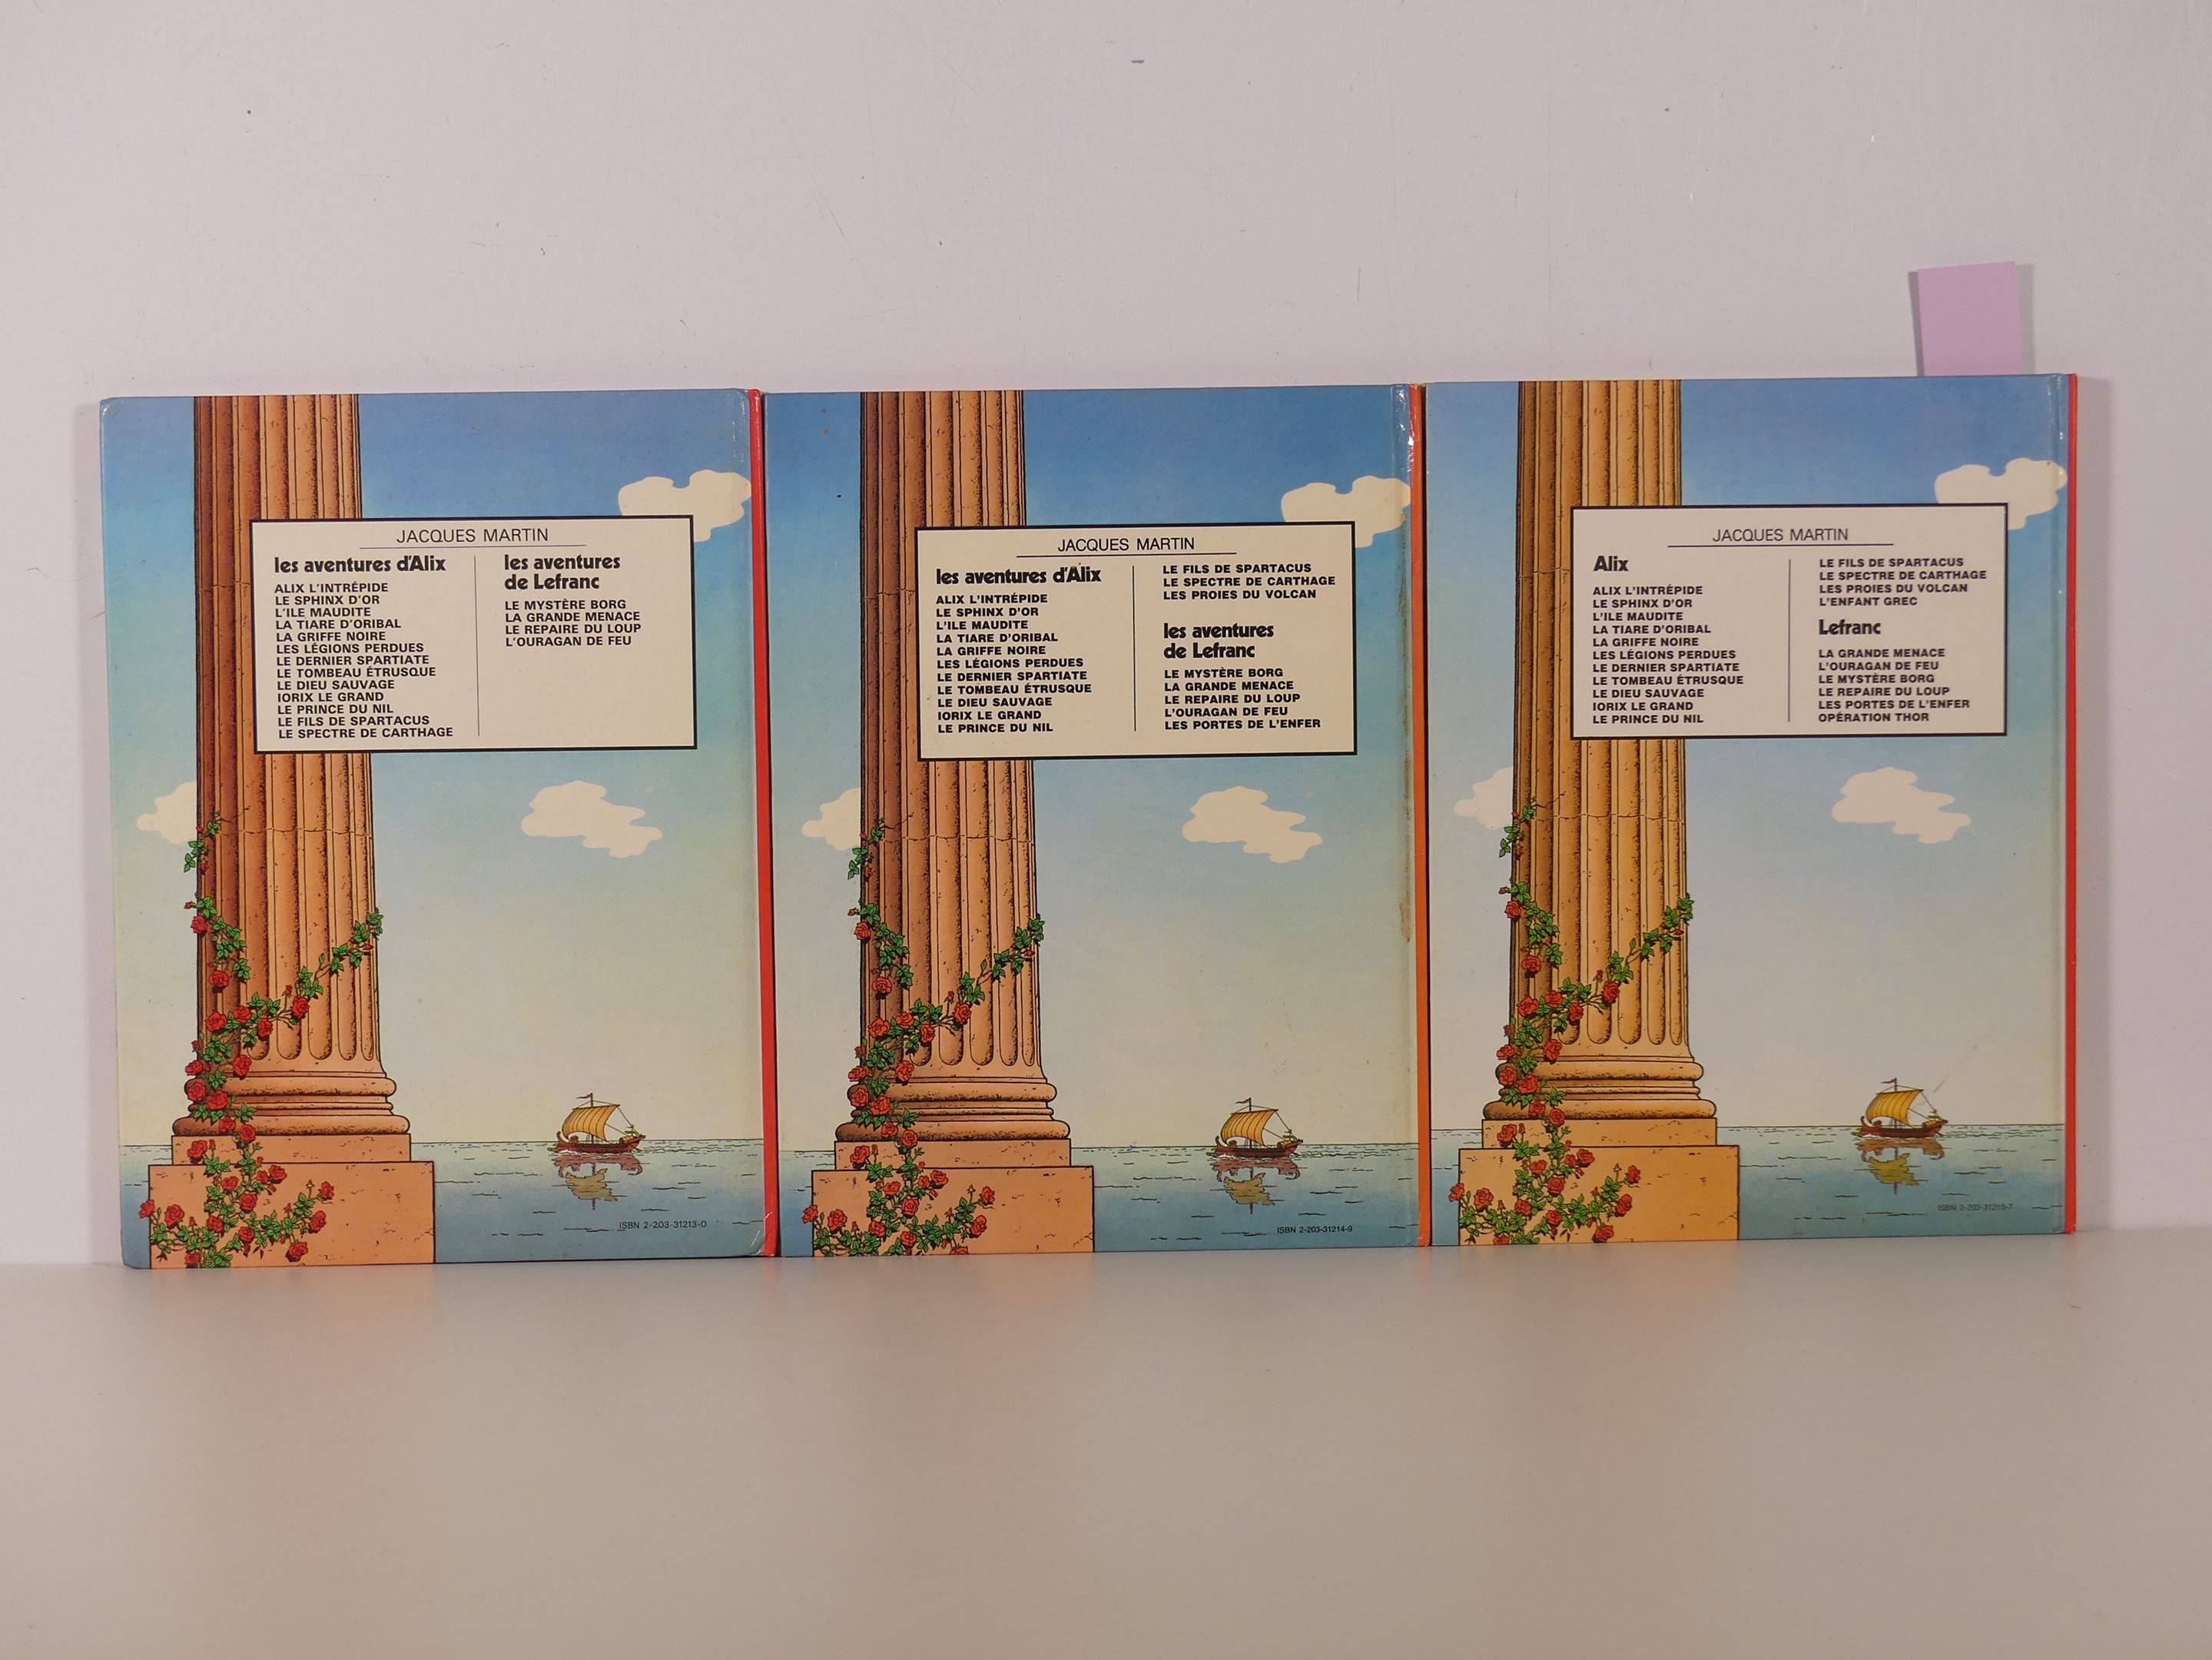 JACQUES MARTIN
les aventures d'Alix
ALIX L'INTRÉPIDE
LE SPHINX D'OR
L'ILE MAUDITE
LA TIARE D'ORIBAL
LA GRIFFE NOIRE
LES LÉGIONS PERDUES
LE DERNIER SPARTIATE
LE TOMBEAU ÉTRUSQUE
LE DIEU SAUVAGE
IORIX LE GRAND
LE PRINCE DU NIL
LE FILS DE SPARTACUS
LE SPECTRE DE CARTHAGE
les aventures
de Lefranc
LE MYSTÈRE BORG
LA GRANDE MENACE
LE REPAIRE DU LOUP
L'OURAGAN DE FEU
ISBN 2-203-31213-0
JACQUES MARTIN
les aventures d'Alix
ALIX L'INTRÉPIDE
LE SPHINX D'OR
L'ILE MAUDITE
LA TIARE D'ORIBAL
LA GRIFFE NOIRE
LES LÉGIONS PERDUES
LE DERNIER SPARTIATE
LE TOMBEAU ÉTRUSQUE
LE DIEU SAUVAGE
IORIX LE GRAND
LE PRINCE DU NIL
LE FILS DE SPARTACUS
LE SPECTRE DE CARTHAGE
LES PROIES DU VOLCAN
les aventures
de Lefranc
LE MYSTÈRE BORG
LA GRANDE MENACE
LE REPAIRE DU LOUP
L'OURAGAN DE FEU
LES PORTES DE L'ENFER
ISBN 2-203-31214-9
JACQUES MARTIN
Alix
ALIX L'INTRÉPIDE
LE SPHINX D'OR
L'ILE MAUDITE
LA TIARE D'ORIBAL
LA GRIFFE NOIRE
LES LÉGIONS PERDUES
LE DERNIER SPARTIATE
LE TOMBEAU ÉTRUSQUE
LE DIEU SAUVAGE
IORIX LE GRAND
LE PRINCE DU NIL
LE FILS DE SPARTACUS
LE SPECTRE DE CARTHAGE
LES PROIES DU VOLCAN
L'ENFANT GREC
Lefranc
LA GRANDE MENACE
L'OURAGAN DE FEU
LE MYSTÈRE BORG
LE REPAIRE DU LOUP
LES PORTES DE L'ENFER
OPÉRATION THOR
ISBN 2-203-31215-7